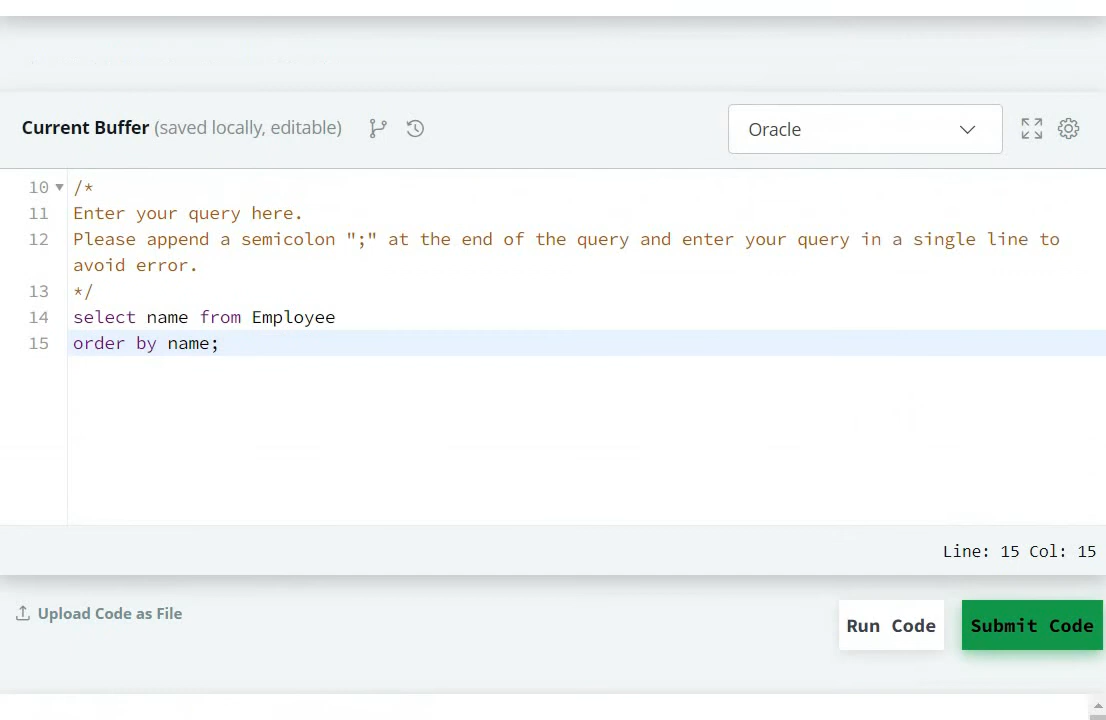 Current Buffer (saved locally, editable)
Oracle
10 /*
11 Enter your query here.
12 Please append a semicolon ";" at the end of the query and enter your query in a single line to
avoid error.
13 */
14 select name from Employee
15 order by name;
Line: 15 Col: 15
Upload Code as File
Run Code
Submit Code